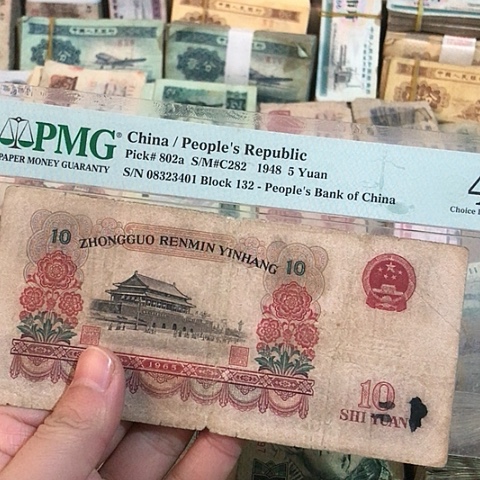 PMG®
PAPER MONEY GUARANTY
China / People's Republic
Pick# 802a S/M#C282 1948 5 Yuan
S/N 08323401 Block 132 - People's Bank of China
4
Choice
10 ZHONGGUO RENMIN YINHANG 10
1965
10
SHI YUAN